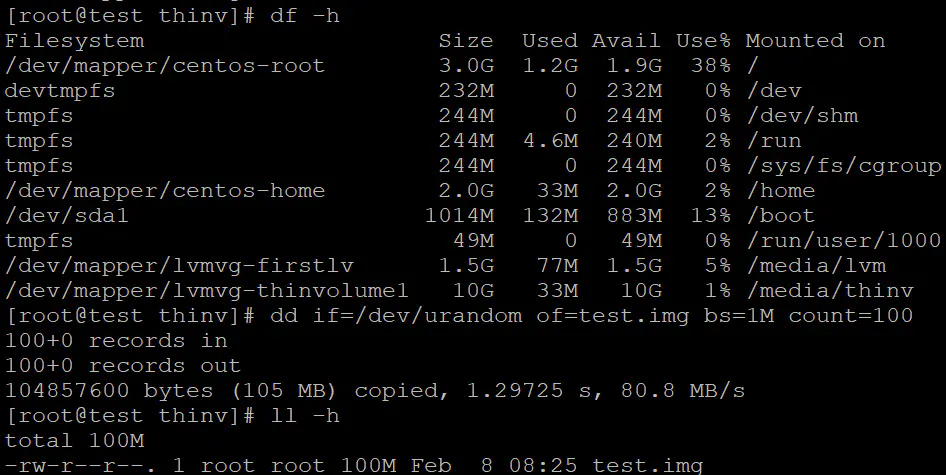 [root@test thinv]# df -h
Filesystem                     Size  Used Avail Use% Mounted on
/dev/mapper/centos-root        3.0G  1.2G  1.9G  38% /
devtmpfs                       232M     0  232M   0% /dev
tmpfs                          244M     0  244M   0% /dev/shm
tmpfs                          244M  4.6M  240M   2% /run
tmpfs                          244M     0  244M   0% /sys/fs/cgroup
/dev/mapper/centos-home        2.0G   33M  2.0G   2% /home
/dev/sda1                     1014M  132M  883M  13% /boot
tmpfs                           49M     0   49M   0% /run/user/1000
/dev/mapper/lvmvg-firstlv      1.5G   77M  1.5G   5% /media/lvm
/dev/mapper/lvmvg-thinvolume1   10G   33M   10G   1% /media/thinv
[root@test thinv]# dd if=/dev/urandom of=test.img bs=1M count=100
100+0 records in
100+0 records out
104857600 bytes (105 MB) copied, 1.29725 s, 80.8 MB/s
[root@test thinv]# ll -h
total 100M
-rw-r--r--. 1 root root 100M Feb  8 08:25 test.img